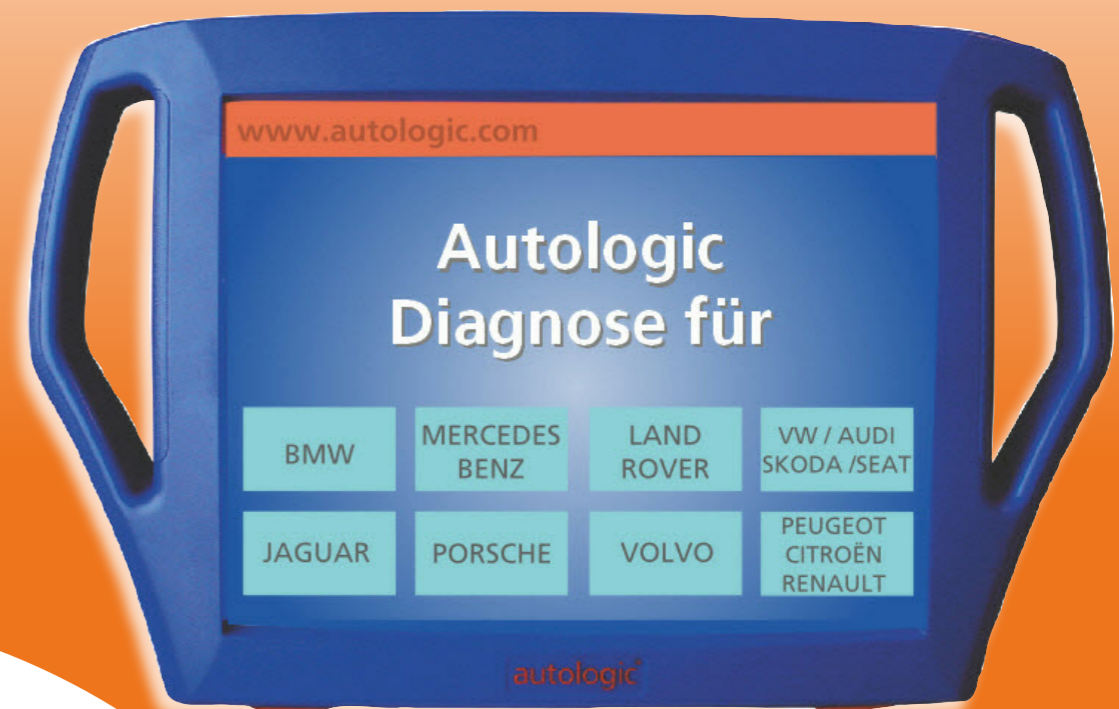 www.autologic.com
Autologic
Diagnose für
BMW
MERCEDES
BENZ
LAND
ROVER
VW / AUDI
SKODA /SEAT
JAGUAR
PORSCHE
VOLVO
PEUGEOT
CITROËN
RENAULT
autologic®